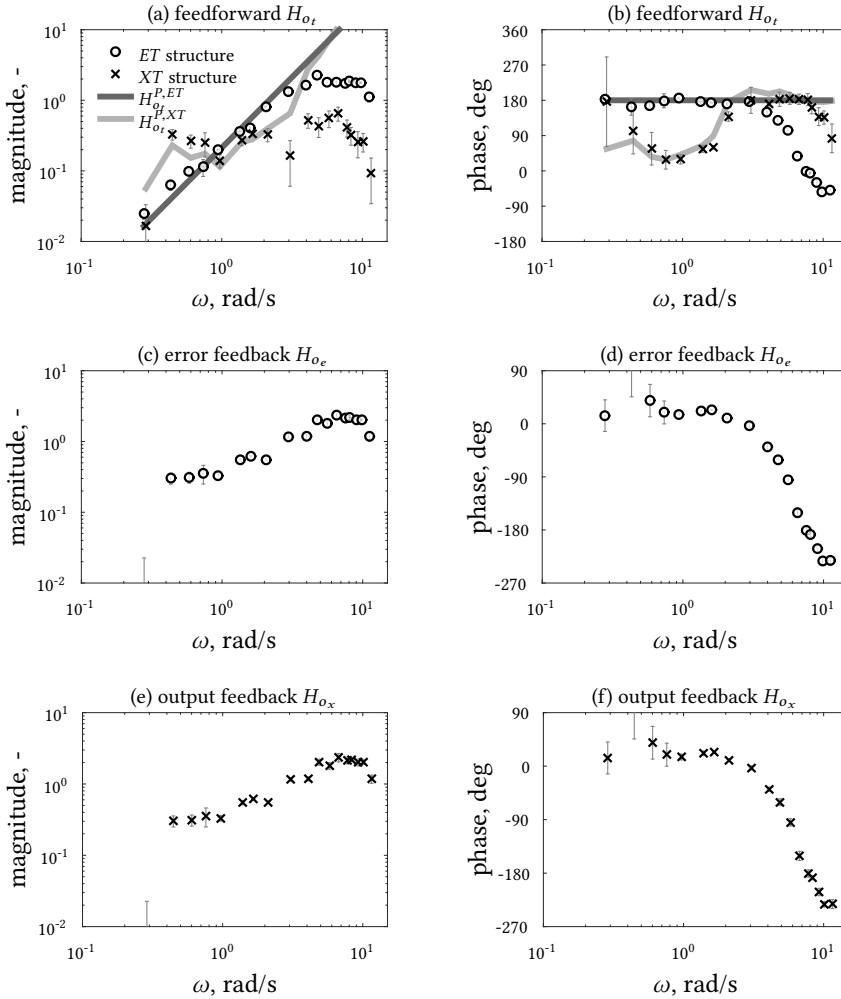 (a) feedforward H_{o_t}
10^1
10^0
10^{-1}
10^{-2}
magnitude, -
ET structure
XT structure
H_{o_t}^{P,ET}
H_{o_t}^{P,XT}
10^{-1} 10^0 10^1
ω, rad/s
(b) feedforward H_{o_t}
360
270
180
90
0
-90
-180
phase, deg
10^{-1} 10^0 10^1
ω, rad/s
(c) error feedback H_{o_e}
10^1
10^0
10^{-1}
10^{-2}
magnitude, -
10^{-1} 10^0 10^1
ω, rad/s
(d) error feedback H_{o_e}
90
0
-90
-180
-270
phase, deg
10^{-1} 10^0 10^1
ω, rad/s
(e) output feedback H_{o_x}
10^1
10^0
10^{-1}
10^{-2}
magnitude, -
10^{-1} 10^0 10^1
ω, rad/s
(f) output feedback H_{o_x}
90
0
-90
-180
-270
phase, deg
10^{-1} 10^0 10^1
ω, rad/s